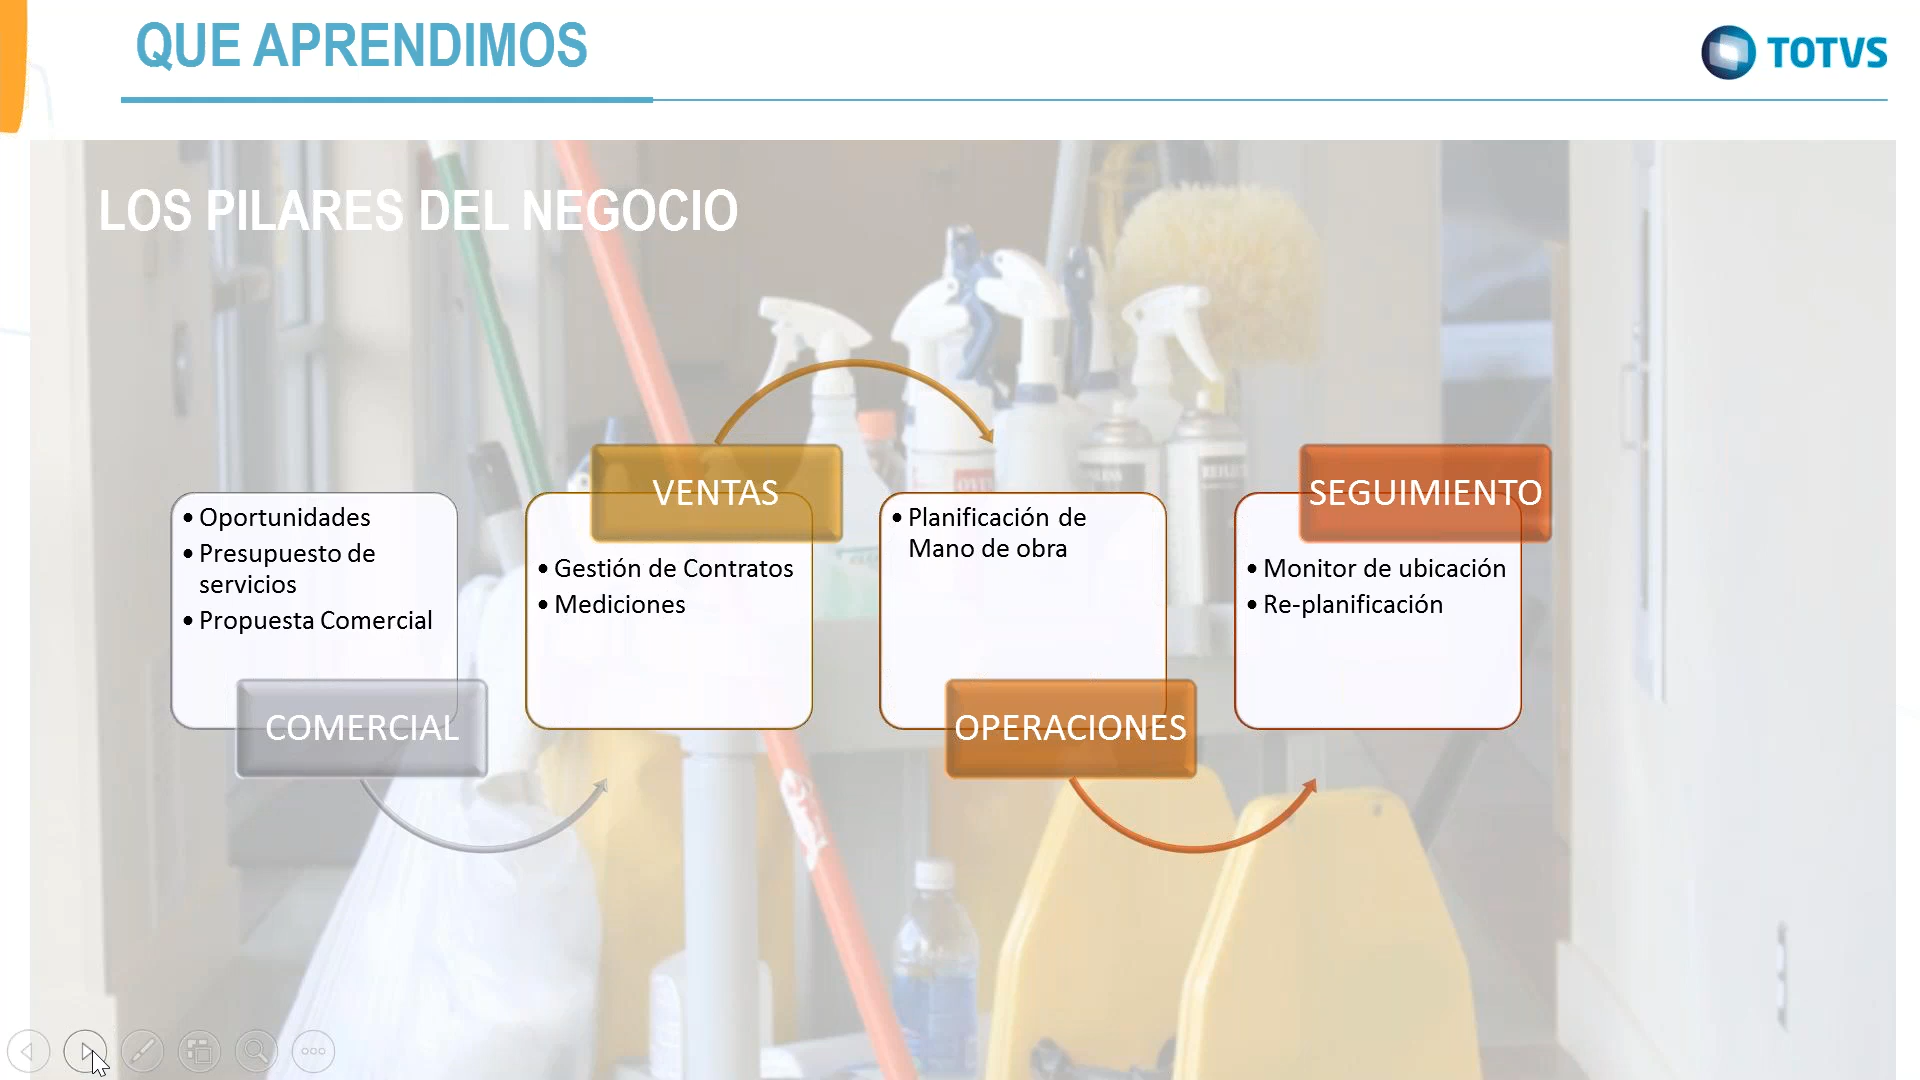 QUE APRENDIMOS
TOTVS
LOS PILARES DEL NEGOCIO
• Oportunidades
• Presupuesto de
servicios
• Propuesta Comercial
COMERCIAL
VENTAS
• Gestión de Contratos
• Mediciones
• Planificación de
Mano de obra
OPERACIONES
SEGUIMIENTO
• Monitor de ubicación
• Re-planificación